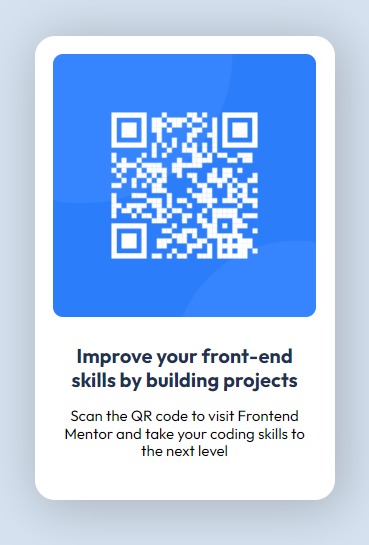 Improve your front-end
skills by building projects
Scan the QR code to visit Frontend
Mentor and take your coding skills to
the next level